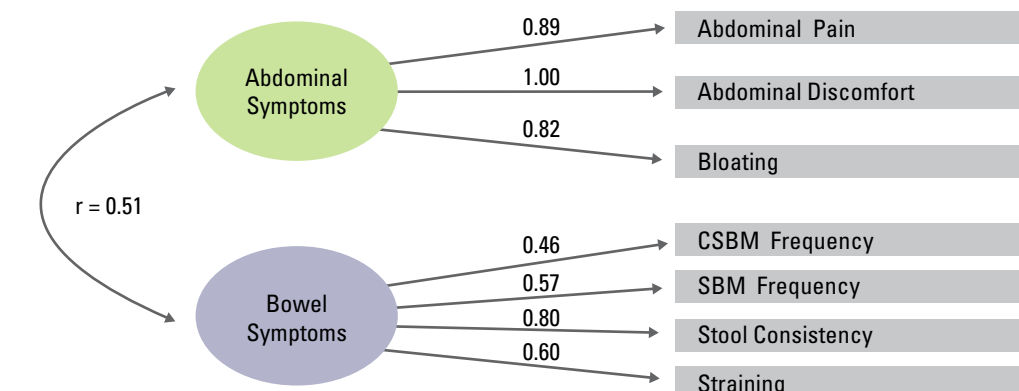 0.89
Abdominal Pain
Abdominal
Symptoms
1.00
Abdominal Discomfort
0.82
Bloating
r = 0.51
0.46
CSBM Frequency
0.57
SBM Frequency
Bowel
Symptoms
0.80
Stool Consistency
0.60
Straining